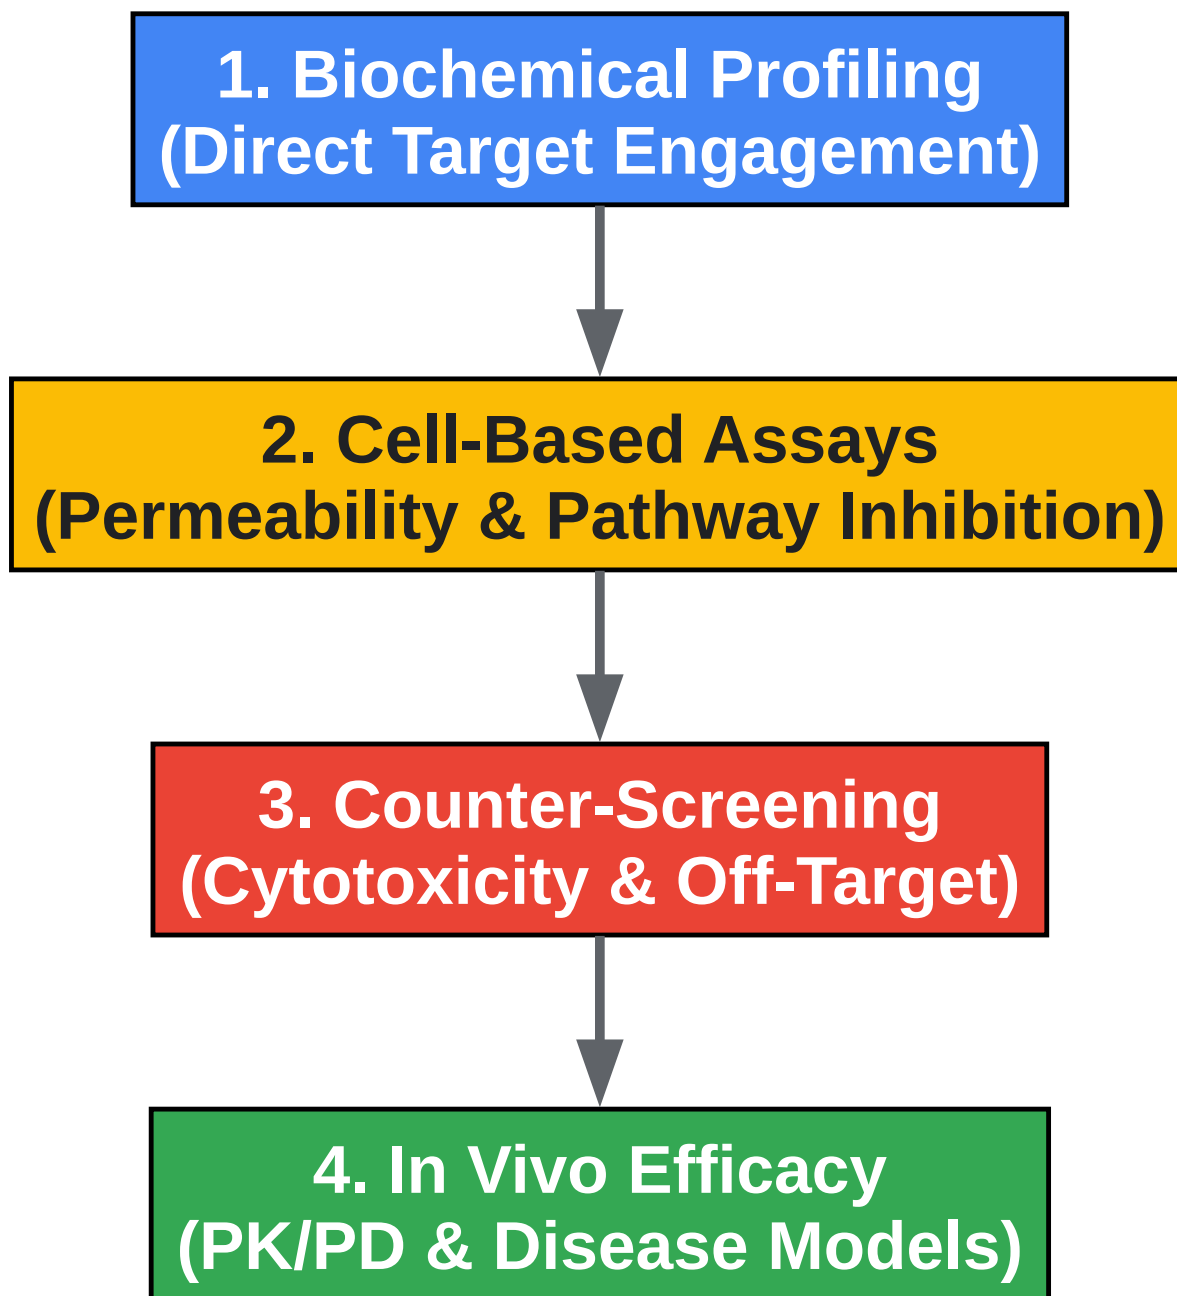 1. Biochemical Profiling
(Direct Target Engagement)
2. Cell-Based Assays
(Permeability & Pathway Inhibition)
3. Counter-Screening
(Cytotoxicity & Off-Target)
4. In Vivo Efficacy
(PK/PD & Disease Models)